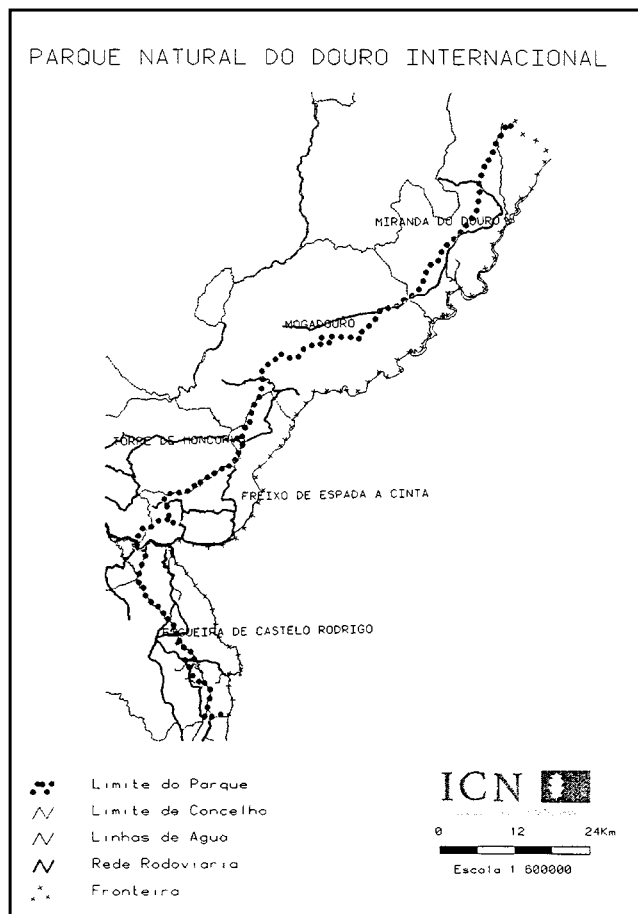 PARQUE NATURAL DO DOURO INTERNACIONAL
MIRANDA DO DOURO
MOGADOURO
TORRE DE MONCORVO
FREIXO DE ESPADA A CINTA
FIGUEIRA DE CASTELO RODRIGO
Limite do Parque
Limite de Concelho
Linhas de Agua
Rede Rodoviaria
Fronteira
ICN
0 12 24Km
Escola 1 600000